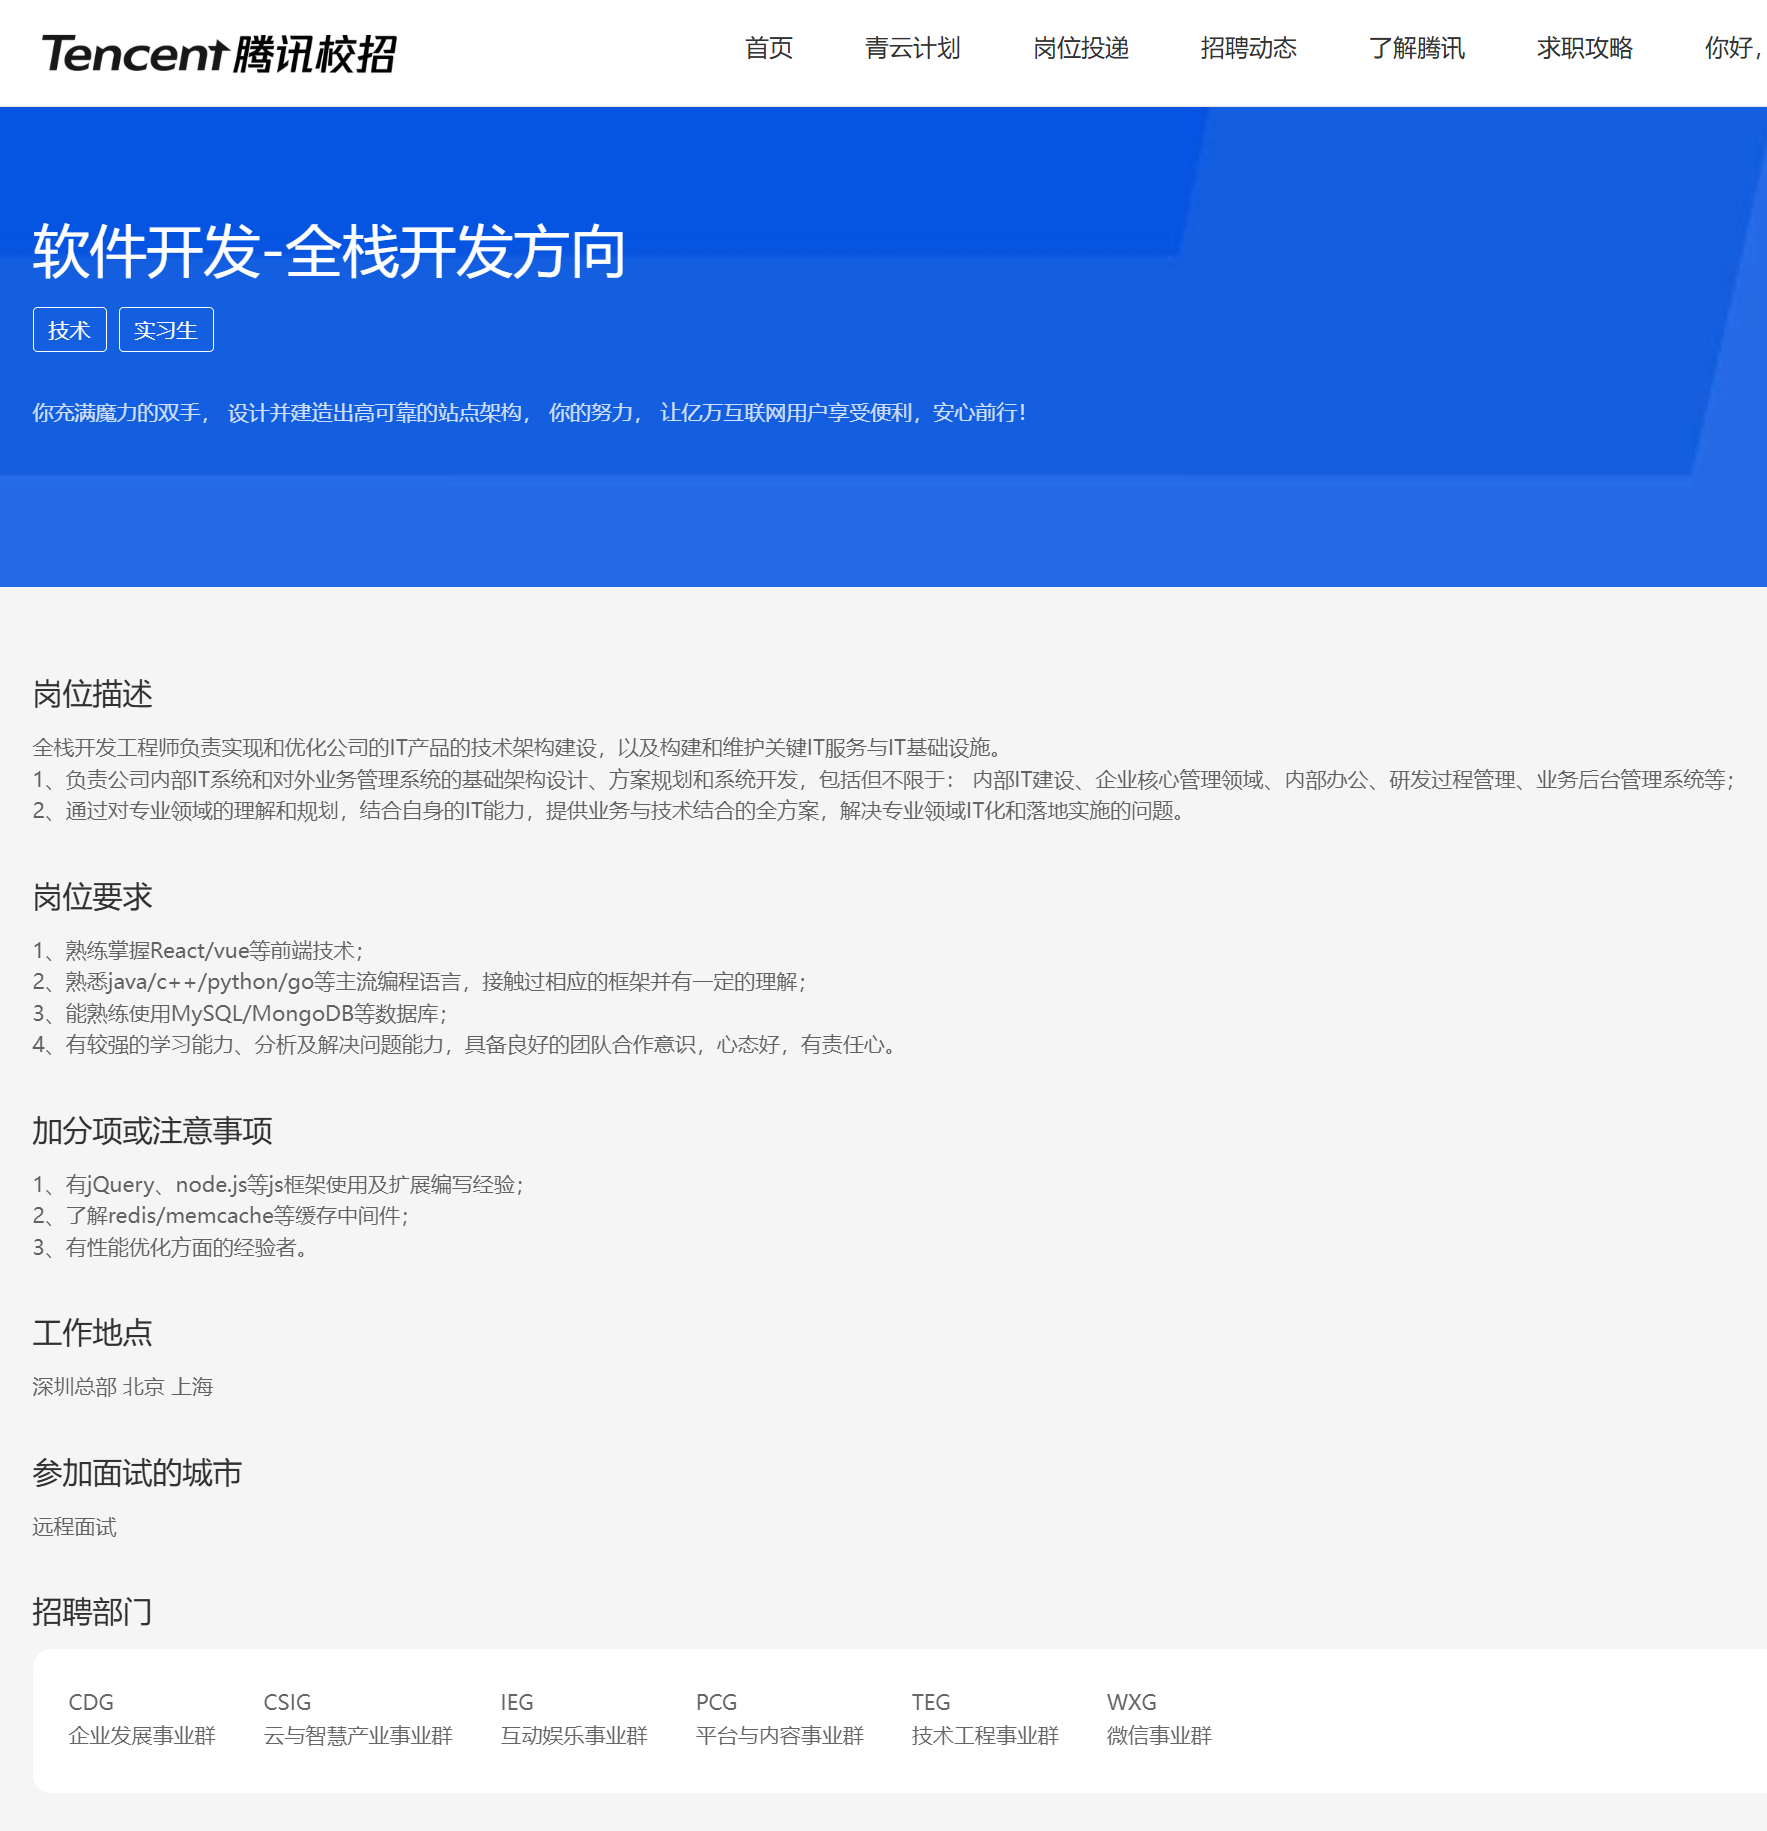 Tencent腾讯校招
首页 青云计划 岗位投递 招聘动态 了解腾讯 求职攻略 你好，
软件开发-全栈开发方向
技术 实习生
你充满魔力的双手， 设计并建造出高可靠的站点架构， 你的努力， 让亿万互联网用户享受便利，安心前行！
岗位描述
全栈开发工程师负责实现和优化公司的IT产品的技术架构建设，以及构建和维护关键IT服务与IT基础设施。
1、负责公司内部IT系统和对外业务管理系统的基础架构设计、方案规划和系统开发，包括但不限于： 内部IT建设、企业核心管理领域、内部办公、研发过程管理、业务后台管理系统等；
2、通过对专业领域的理解和规划，结合自身的IT能力，提供业务与技术结合的全方案，解决专业领域IT化和落地实施的问题。
岗位要求
1、熟练掌握React/vue等前端技术；
2、熟悉java/c++/python/go等主流编程语言，接触过相应的框架并有一定的理解；
3、能熟练使用MySQL/MongoDB等数据库；
4、有较强的学习能力、分析及解决问题能力，具备良好的团队合作意识，心态好，有责任心。
加分项或注意事项
1、有jQuery、node.js等js框架使用及扩展编写经验；
2、了解redis/memcache等缓存中间件；
3、有性能优化方面的经验者。
工作地点
深圳总部 北京 上海
参加面试的城市
远程面试
招聘部门
CDG CSIG IEG PCG TEG WXG
企业发展事业群 云与智慧产业事业群 互动娱乐事业群 平台与内容事业群 技术工程事业群 微信事业群